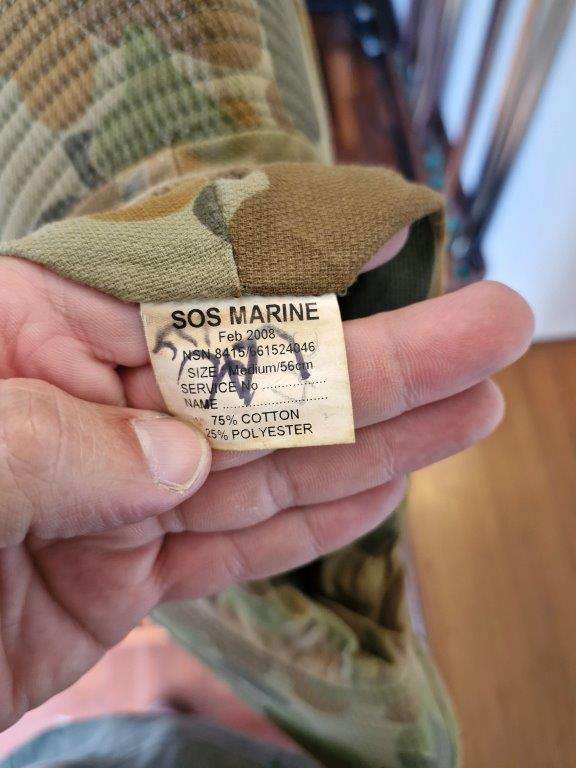 SOS MARINE
Feb 2008
NSN 8415/661524046
SIZE Medium/56cm
SERVICE No ................
NAME ...........................
75% COTTON
25% POLYESTER